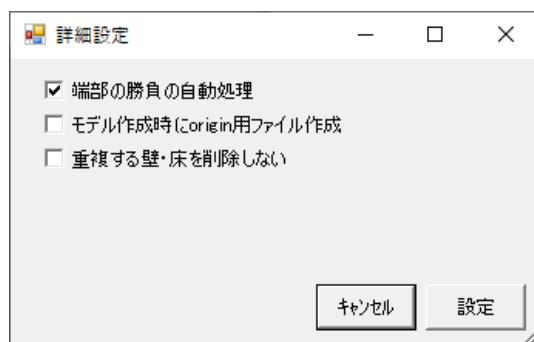 詳細設定
端部の勝負の自動処理
モデル作成時にorigin用ファイル作成
重複する壁・床を削除しない
キャンセル 設定